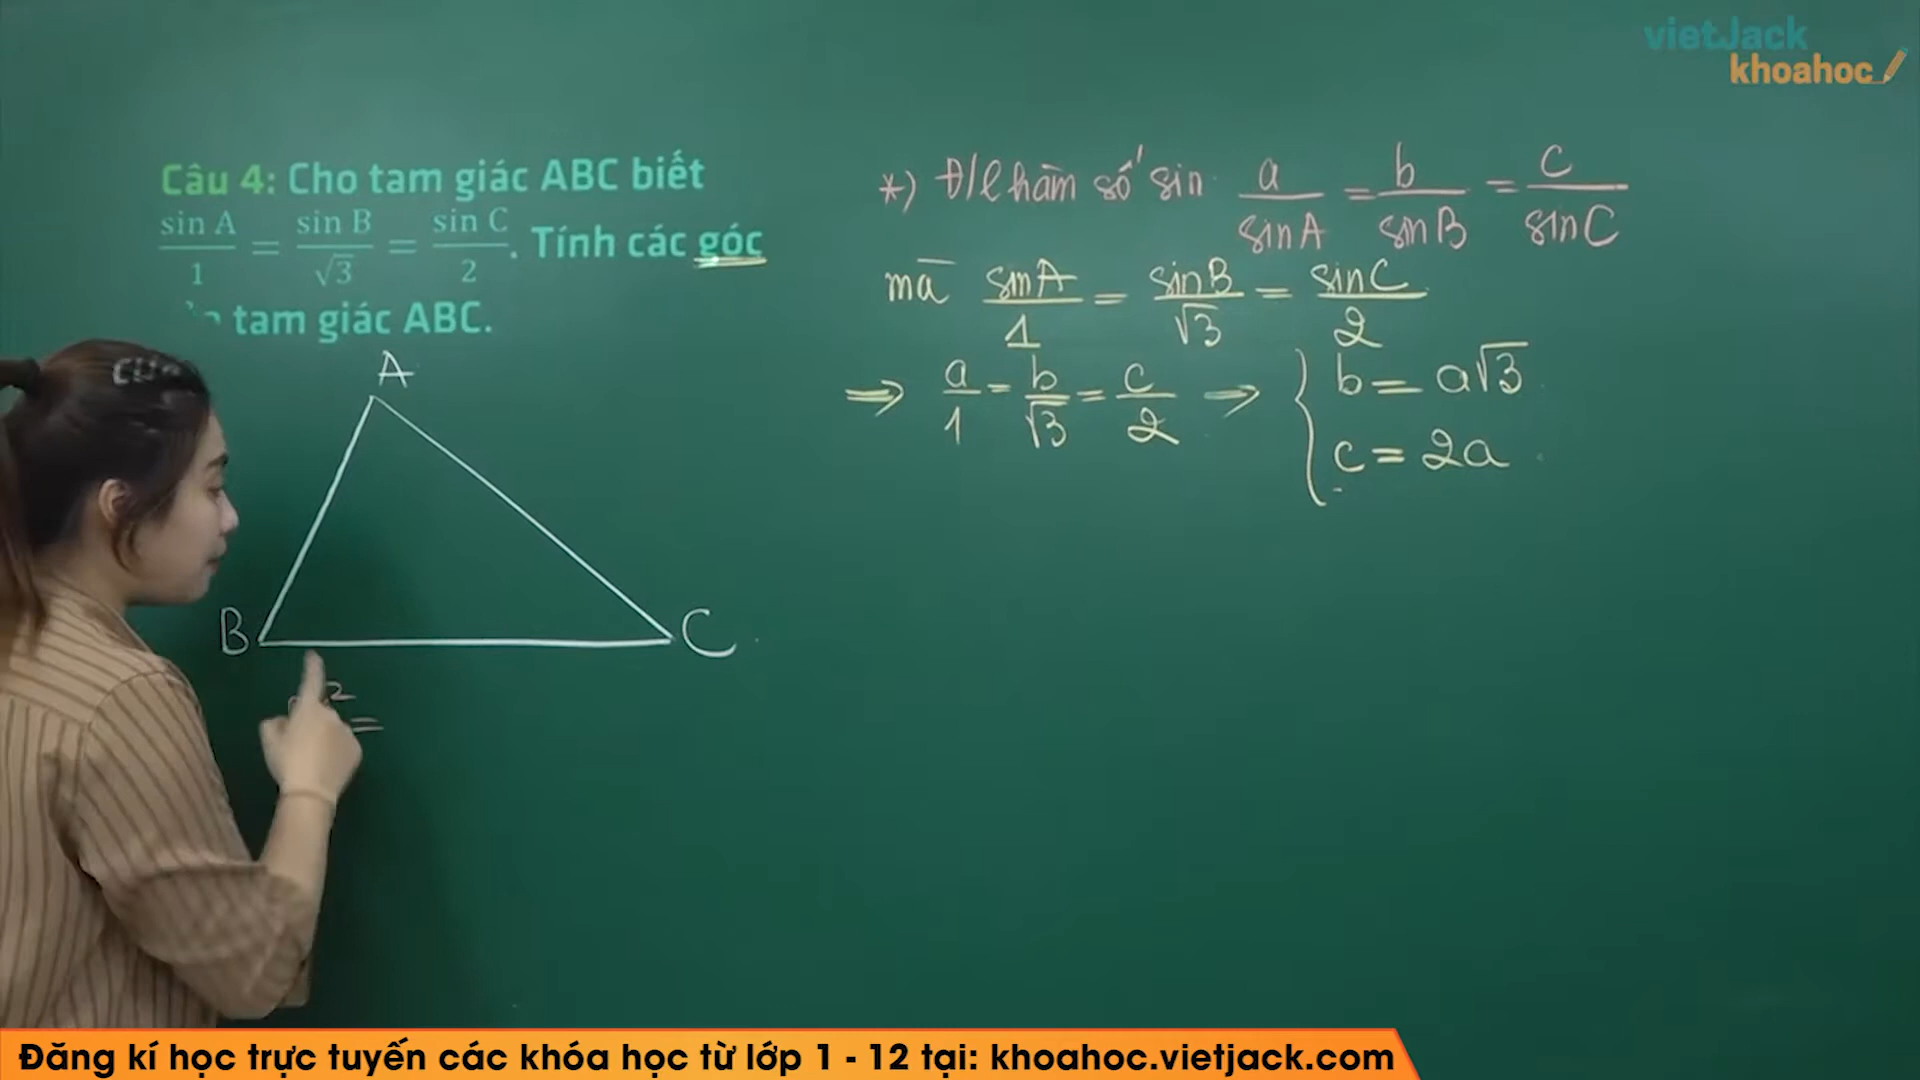 vietJack
khoahoc
Câu 4: Cho tam giác ABC biết
sin A / 1 = sin B / √3 = sin C / 2 . Tính các góc
tam giác ABC.
*) Đ/l hàm số sin a / sinA = b / sinB = c / sinC
mà sinA / 1 = sinB / √3 = sinC / 2
⇒ a / 1 = b / √3 = c / 2 ⇒ { b = a√3
c = 2a
A
B
C
2
=
Đăng kí học trực tuyến các khóa học từ lớp 1 - 12 tại: khoahoc.vietjack.com